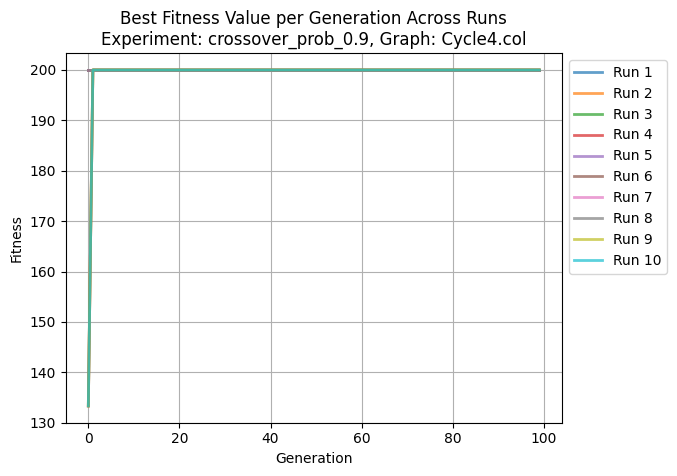 Best Fitness Value per Generation Across Runs
Experiment: crossover_prob_0.9, Graph: Cycle4.col
200
190
180
170
160
150
140
130
Fitness
0
20
40
60
80
100
Generation
Run 1
Run 2
Run 3
Run 4
Run 5
Run 6
Run 7
Run 8
Run 9
Run 10